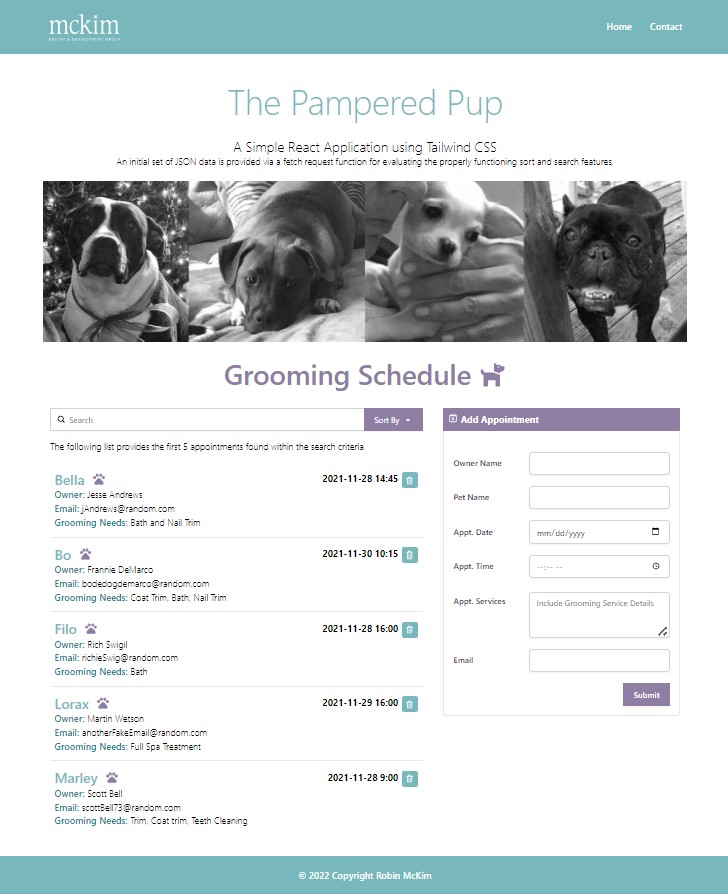 mckim
DESIGN & DEVELOPMENT GROUP
Home Contact
The Pampered Pup
A Simple React Application using Tailwind CSS
An initial set of JSON data is provided via a fetch request function for evaluating the properly functioning sort and search features.
Grooming Schedule
Search
Sort By
The following list provides the first 5 appointments found within the search criteria
Bella
2021-11-28 14:45
Owner: Jesse Andrews
Email: jAndrews@random.com
Grooming Needs: Bath and Nail Trim
Bo
2021-11-30 10:15
Owner: Frannie DeMarco
Email: bodedogdemarco@random.com
Grooming Needs: Coat Trim, Bath, Nail Trim
Filo
2021-11-28 16:00
Owner: Rich Swigil
Email: richieSwig@random.com
Grooming Needs: Bath
Lorax
2021-11-29 16:00
Owner: Martin Wetson
Email: anotherFakeEmail@random.com
Grooming Needs: Full Spa Treatment
Marley
2021-11-28 9:00
Owner: Scott Bell
Email: scottBell73@random.com
Grooming Needs: Trim, Coat trim, Teeth Cleaning
Add Appointment
Owner Name
Pet Name
Appt. Date
mm/dd/yyyy
Appt. Time
--:-- --
Appt. Services
Include Grooming Service Details
Email
Submit
© 2022 Copyright Robin McKim